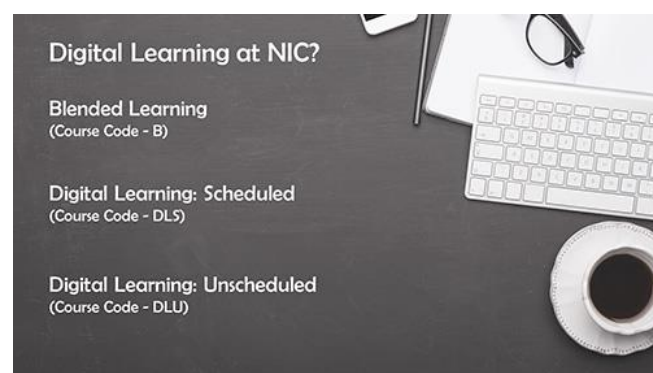 Digital Learning at NIC?
Blended Learning
(Course Code - B)
Digital Learning: Scheduled
(Course Code - DLS)
Digital Learning: Unscheduled
(Course Code - DLU)